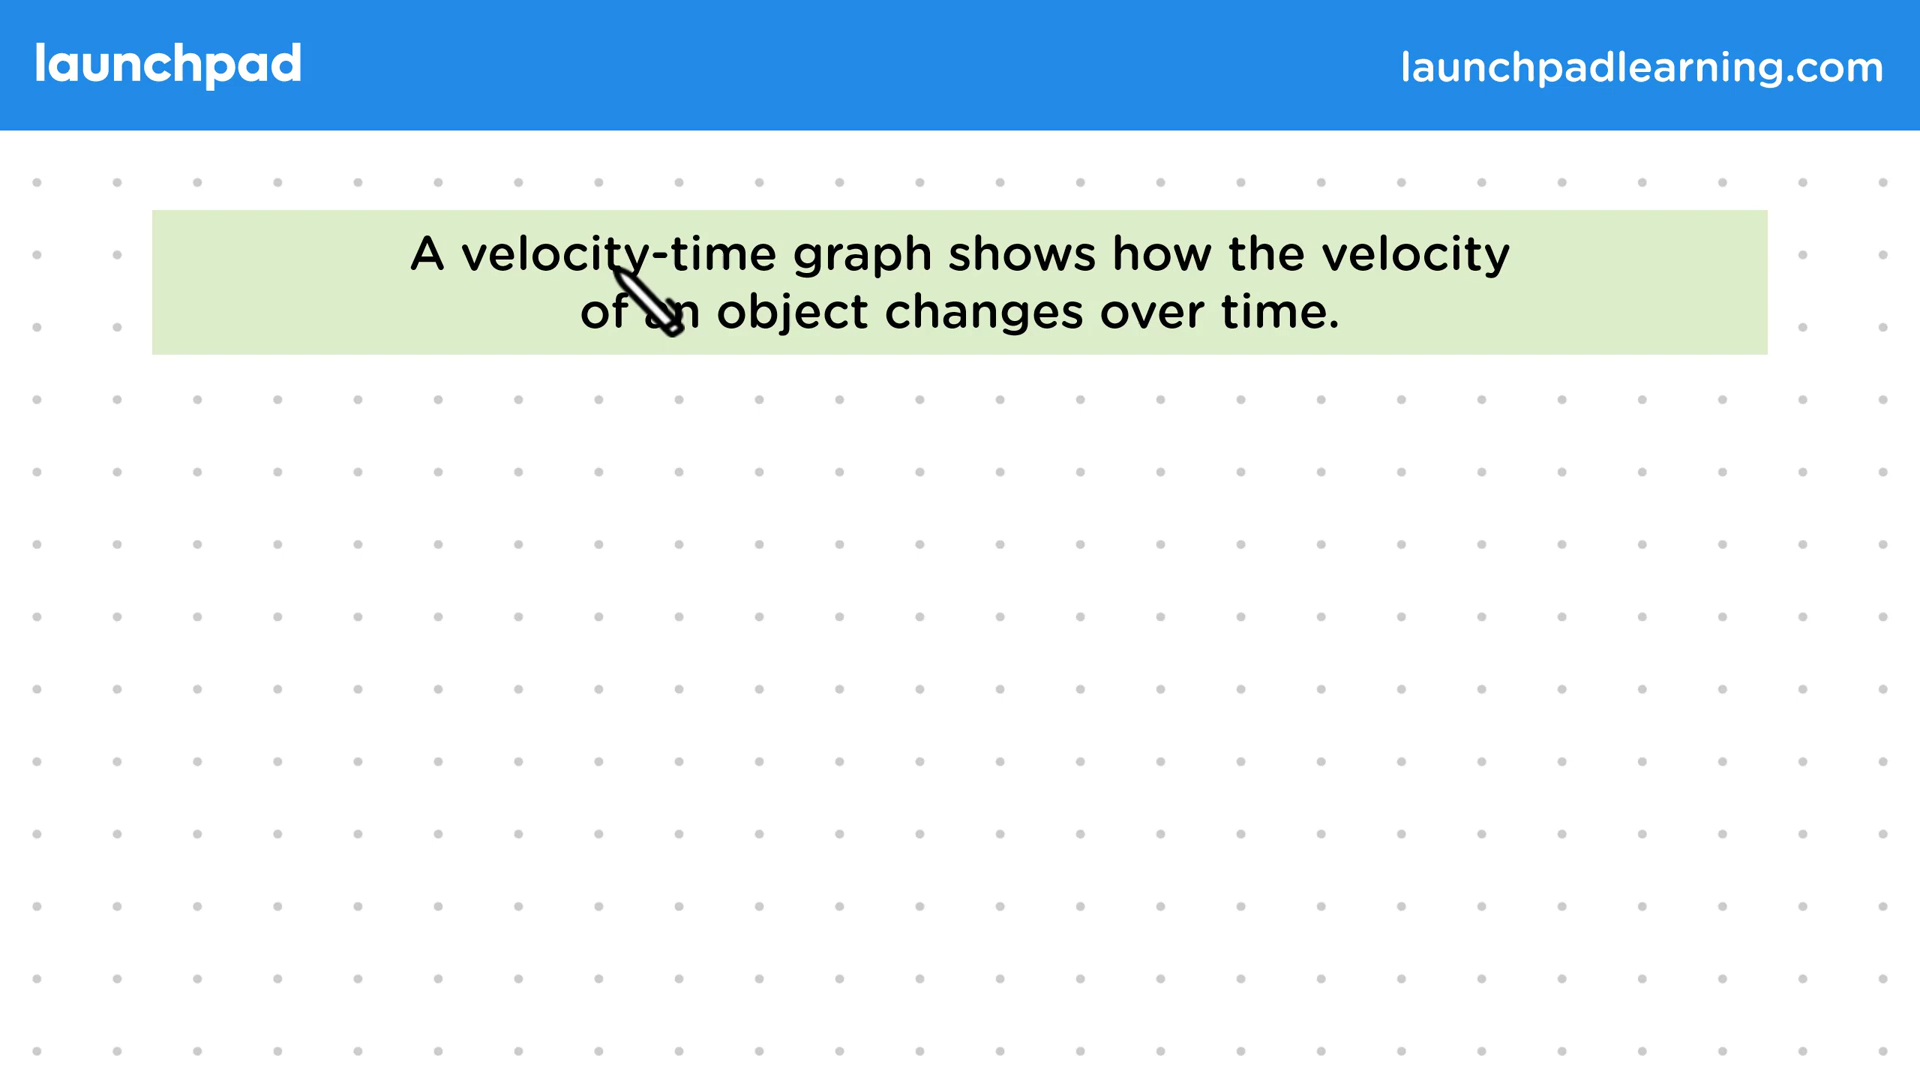 launchpad
launchpadlearning.com
A velocity-time graph shows how the velocity
of an object changes over time.